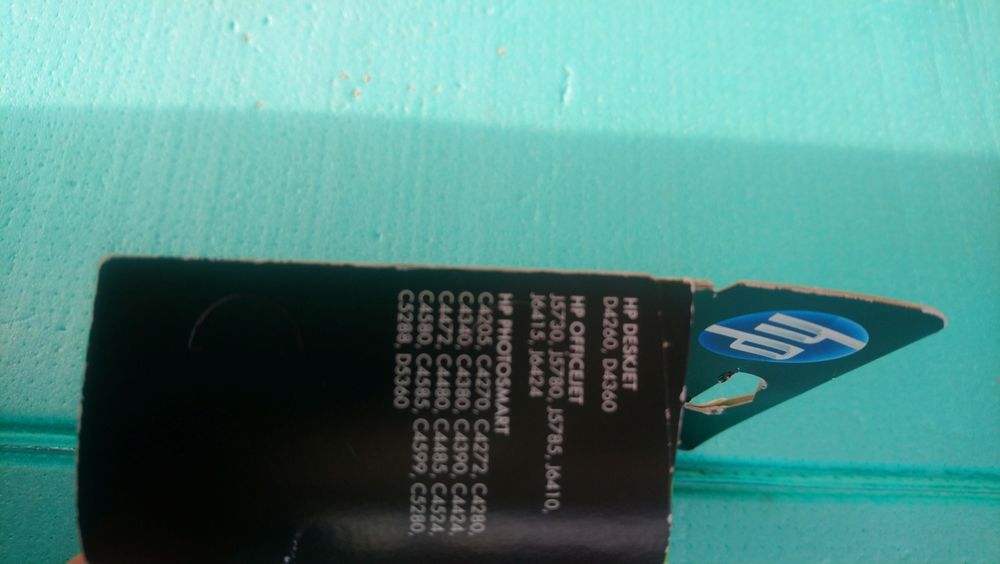 hp
HP DESKJET
D4260, D4360
HP OFFICEJET
J5730, J5780, J5785, J6410,
J6415, J6424
HP PHOTOSMART
C4205, C4270, C4272, C4280,
C4340, C4380, C4390, C4424,
C4472, C4480, C4485, C4524,
C4580, C4585, C4599, C5280,
C5288, D5360